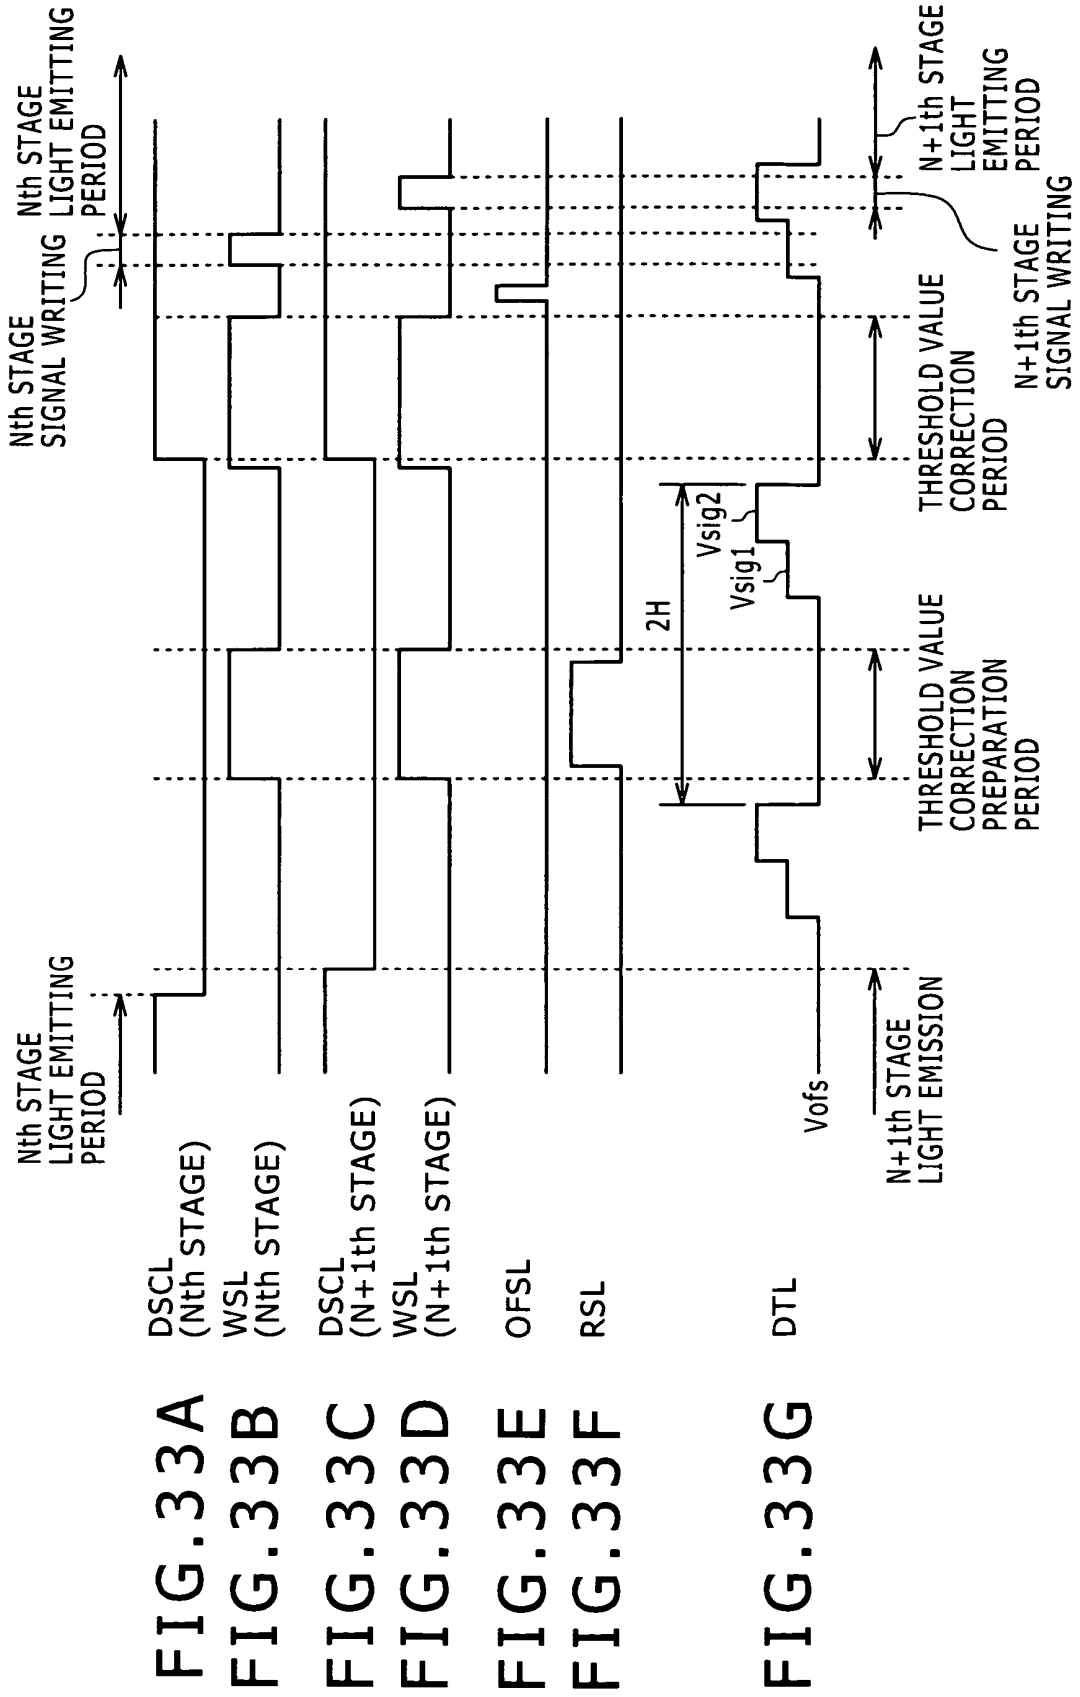 Nth STAGE
LIGHT EMITTING
PERIOD
Nth STAGE
SIGNAL WRITING
Nth STAGE
LIGHT EMITTING
PERIOD
FIG.33A
DSCL
(Nth STAGE)
FIG.33B
WSL
(Nth STAGE)
FIG.33C
DSCL
(N+1th STAGE)
FIG.33D
WSL
(N+1th STAGE)
FIG.33E
OFSL
FIG.33F
RSL
2H
Vsig2
Vsig1
FIG.33G
DTL
Vofs
N+1th STAGE
LIGHT EMISSION
THRESHOLD VALUE
CORRECTION
PREPARATION
PERIOD
THRESHOLD VALUE
CORRECTION
PERIOD
N+1th STAGE
SIGNAL WRITING
N+1th STAGE
LIGHT
EMITTING
PERIOD